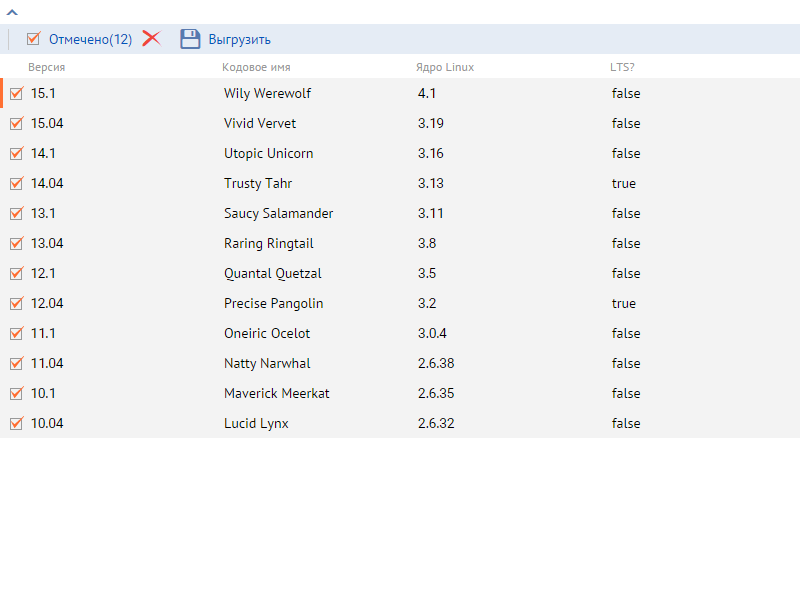 Отмечено(12) Выгрузить
Версия Кодовое имя Ядро Linux LTS?
15.1 Wily Werewolf 4.1 false
15.04 Vivid Vervet 3.19 false
14.1 Utopic Unicorn 3.16 false
14.04 Trusty Tahr 3.13 true
13.1 Saucy Salamander 3.11 false
13.04 Raring Ringtail 3.8 false
12.1 Quantal Quetzal 3.5 false
12.04 Precise Pangolin 3.2 true
11.1 Oneiric Ocelot 3.0.4 false
11.04 Natty Narwhal 2.6.38 false
10.1 Maverick Meerkat 2.6.35 false
10.04 Lucid Lynx 2.6.32 false